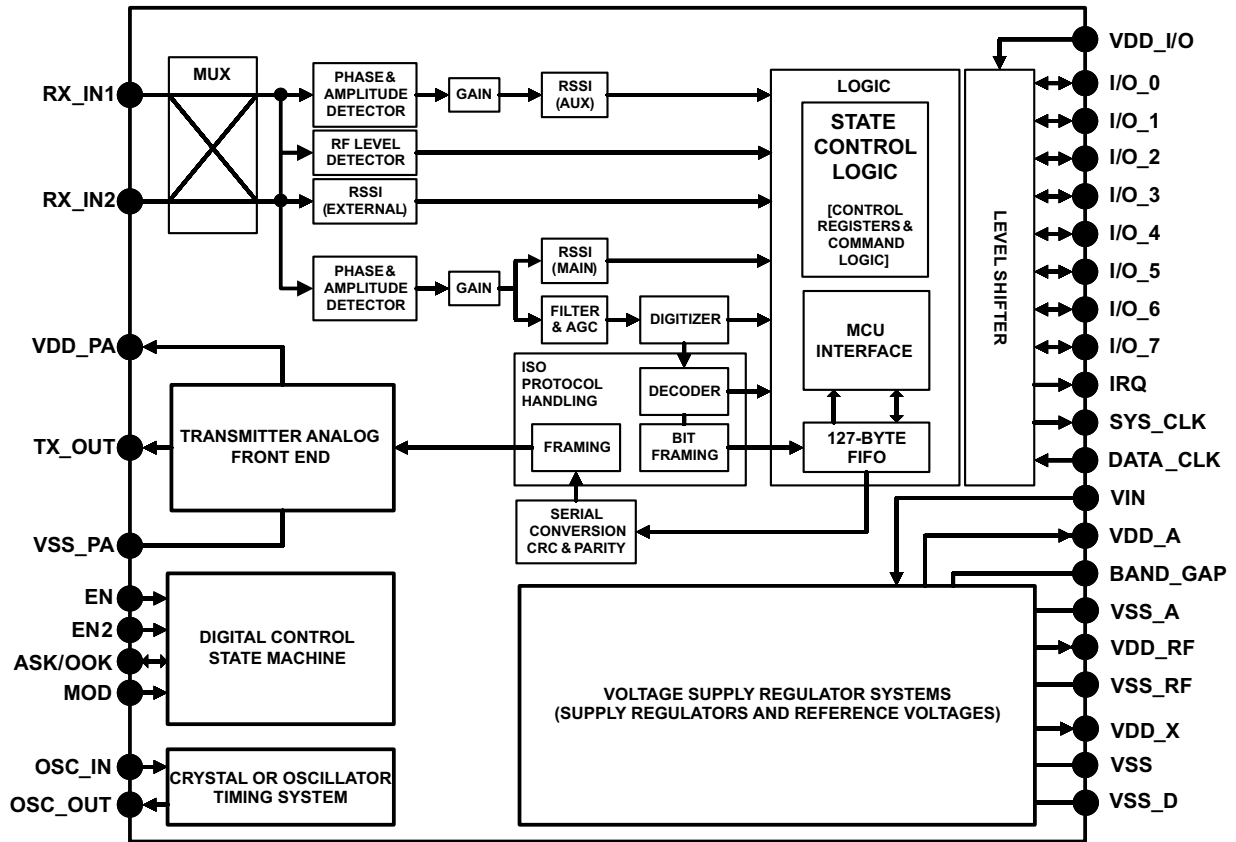 RX_IN1
RX_IN2
VDD_PA
TX_OUT
VSS_PA
EN
EN2
ASK/OOK
MOD
OSC_IN
OSC_OUT
MUX
PHASE &
AMPLITUDE
DETECTOR
GAIN
RSSI
(AUX)
RF LEVEL
DETECTOR
RSSI
(EXTERNAL)
PHASE &
AMPLITUDE
DETECTOR
GAIN
RSSI
(MAIN)
FILTER
& AGC
DIGITIZER
ISO
PROTOCOL
HANDLING
DECODER
FRAMING
BIT
FRAMING
SERIAL
CONVERSION
CRC & PARITY
TRANSMITTER ANALOG
FRONT END
DIGITAL CONTROL
STATE MACHINE
CRYSTAL OR OSCILLATOR
TIMING SYSTEM
LOGIC
STATE
CONTROL
LOGIC
[CONTROL
REGISTERS &
COMMAND
LOGIC]
MCU
INTERFACE
127-BYTE
FIFO
LEVEL SHIFTER
VOLTAGE SUPPLY REGULATOR SYSTEMS
(SUPPLY REGULATORS AND REFERENCE VOLTAGES)
VDD_I/O
I/O_0
I/O_1
I/O_2
I/O_3
I/O_4
I/O_5
I/O_6
I/O_7
IRQ
SYS_CLK
DATA_CLK
VIN
VDD_A
BAND_GAP
VSS_A
VDD_RF
VSS_RF
VDD_X
VSS
VSS_D